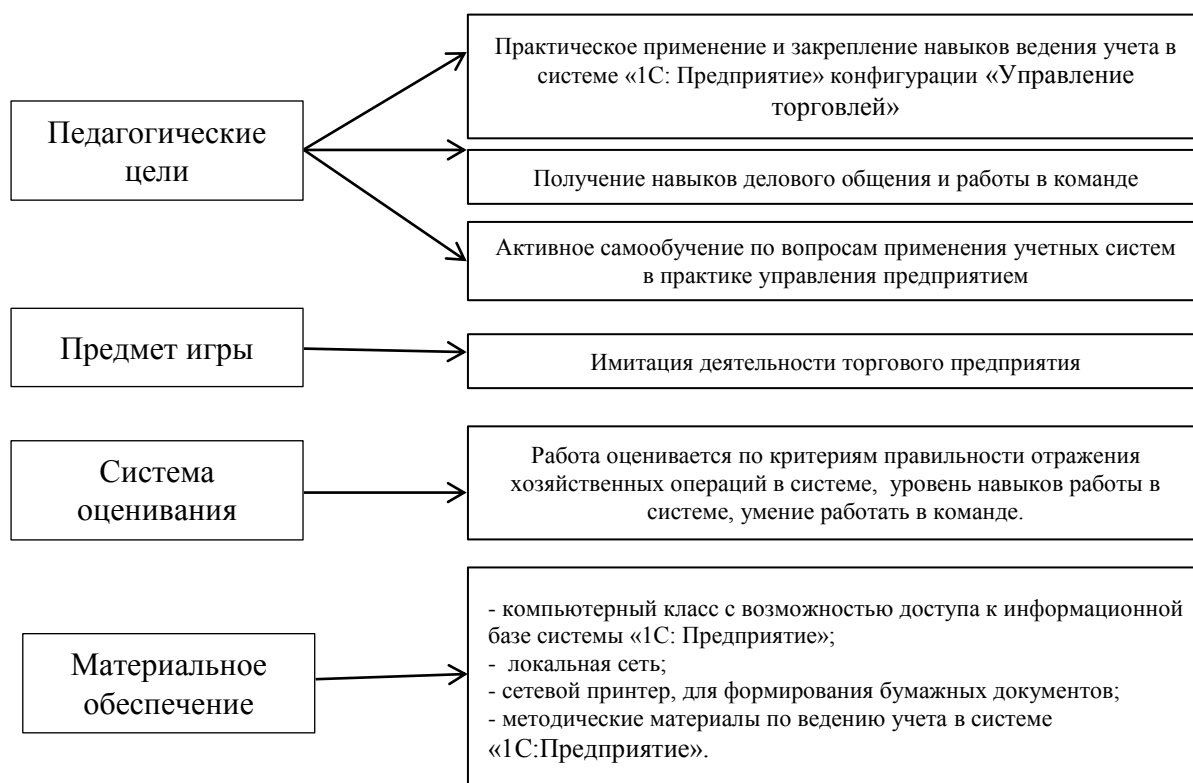 Педагогические
цели
Практическое применение и закрепление навыков ведения учета в
системе «1С: Предприятие» конфигурации «Управление
торговлей»
Получение навыков делового общения и работы в команде
Активное самообучение по вопросам применения учетных систем
в практике управления предприятием
Предмет игры
Имитация деятельности торгового предприятия
Система
оценивания
Работа оценивается по критериям правильности отражения
хозяйственных операций в системе, уровень навыков работы в
системе, умение работать в команде.
Материальное
обеспечение
- компьютерный класс с возможностью доступа к информационной
базе системы «1С: Предприятие»;
- локальная сеть;
- сетевой принтер, для формирования бумажных документов;
- методические материалы по ведению учета в системе
«1С:Предприятие».